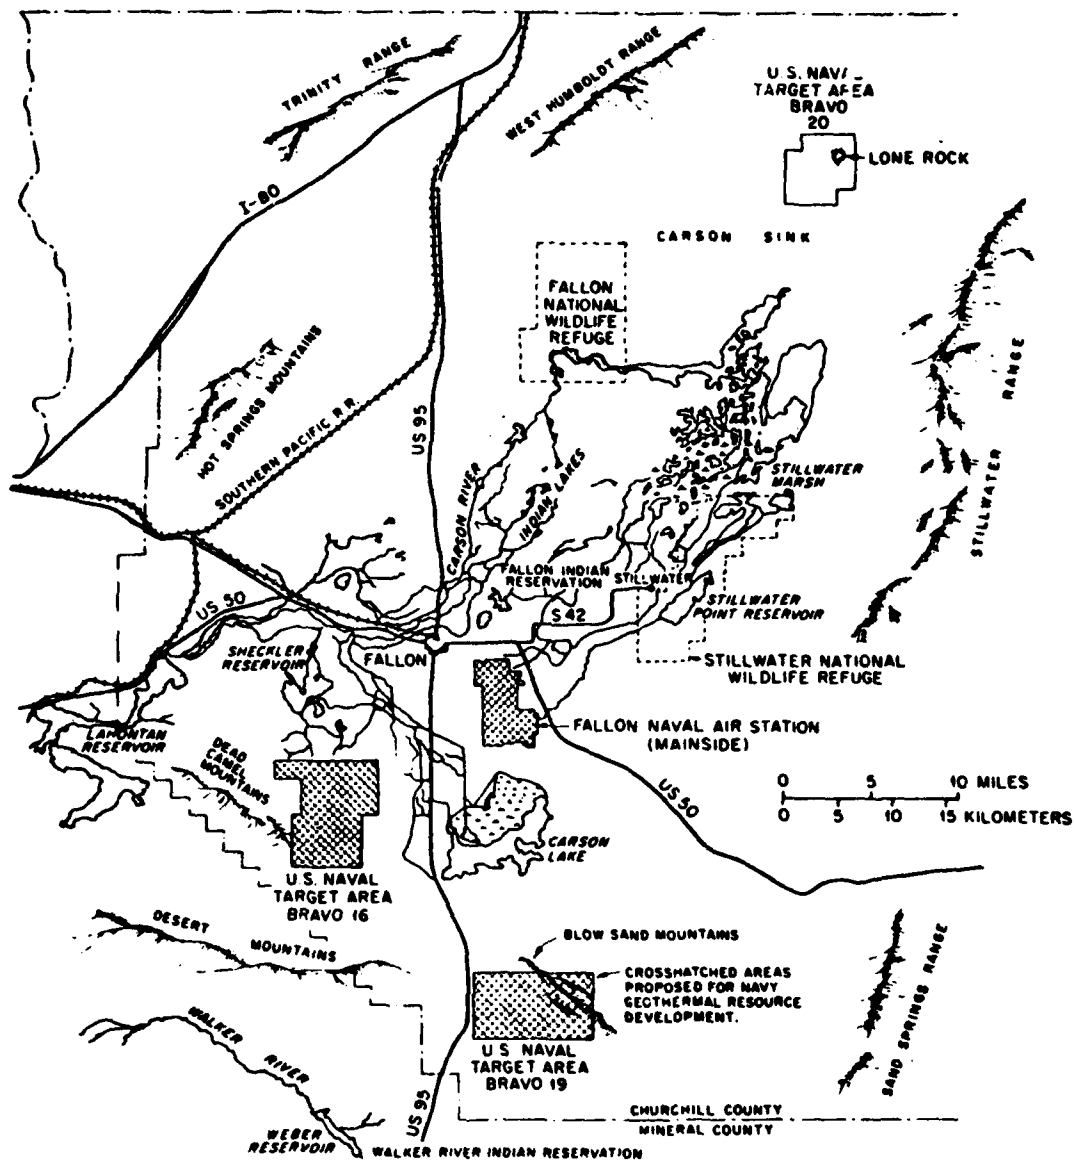 TRINITY RANGE
WEST HUMBOLDT RANGE
U.S. NAV
TARGET AREA
BRAVO
20
LONE ROCK
I-80
CARSON SINK
FALLON
NATIONAL
WILDLIFE
REFUGE
HOT SPRINGS MOUNTAINS
SOUTHERN PACIFIC R.R.
US 95
STILLWATER RANGE
CARSON RIVER
INDIAN LAKES
STILLWATER
MARSH
FALLON INDIAN
RESERVATION
STILLWATER
US 50
S 42
STILLWATER
POINT RESERVOIR
SHECKLER
RESERVOIR
FALLON
STILLWATER NATIONAL
WILDLIFE REFUGE
LAHONTAN
RESERVOIR
DEAD
CAMEL
MOUNTAINS
FALLON NAVAL AIR STATION
(MAINSIDE)
0 5 10 MILES
0 5 10 15 KILOMETERS
US 50
CARSON
LAKE
U.S. NAVAL
TARGET AREA
BRAVO 16
DESERT MOUNTAINS
BLOW SAND MOUNTAINS
CROSSHATCHED AREAS
PROPOSED FOR NAVY
GEOTHERMAL RESOURCE
DEVELOPMENT.
SAND SPRINGS RANGE
WALKER RIVER
U.S. NAVAL
TARGET AREA
BRAVO 19
US 95
CHURCHILL COUNTY
MINERAL COUNTY
WEBER
RESERVOIR
WALKER RIVER INDIAN RESERVATION